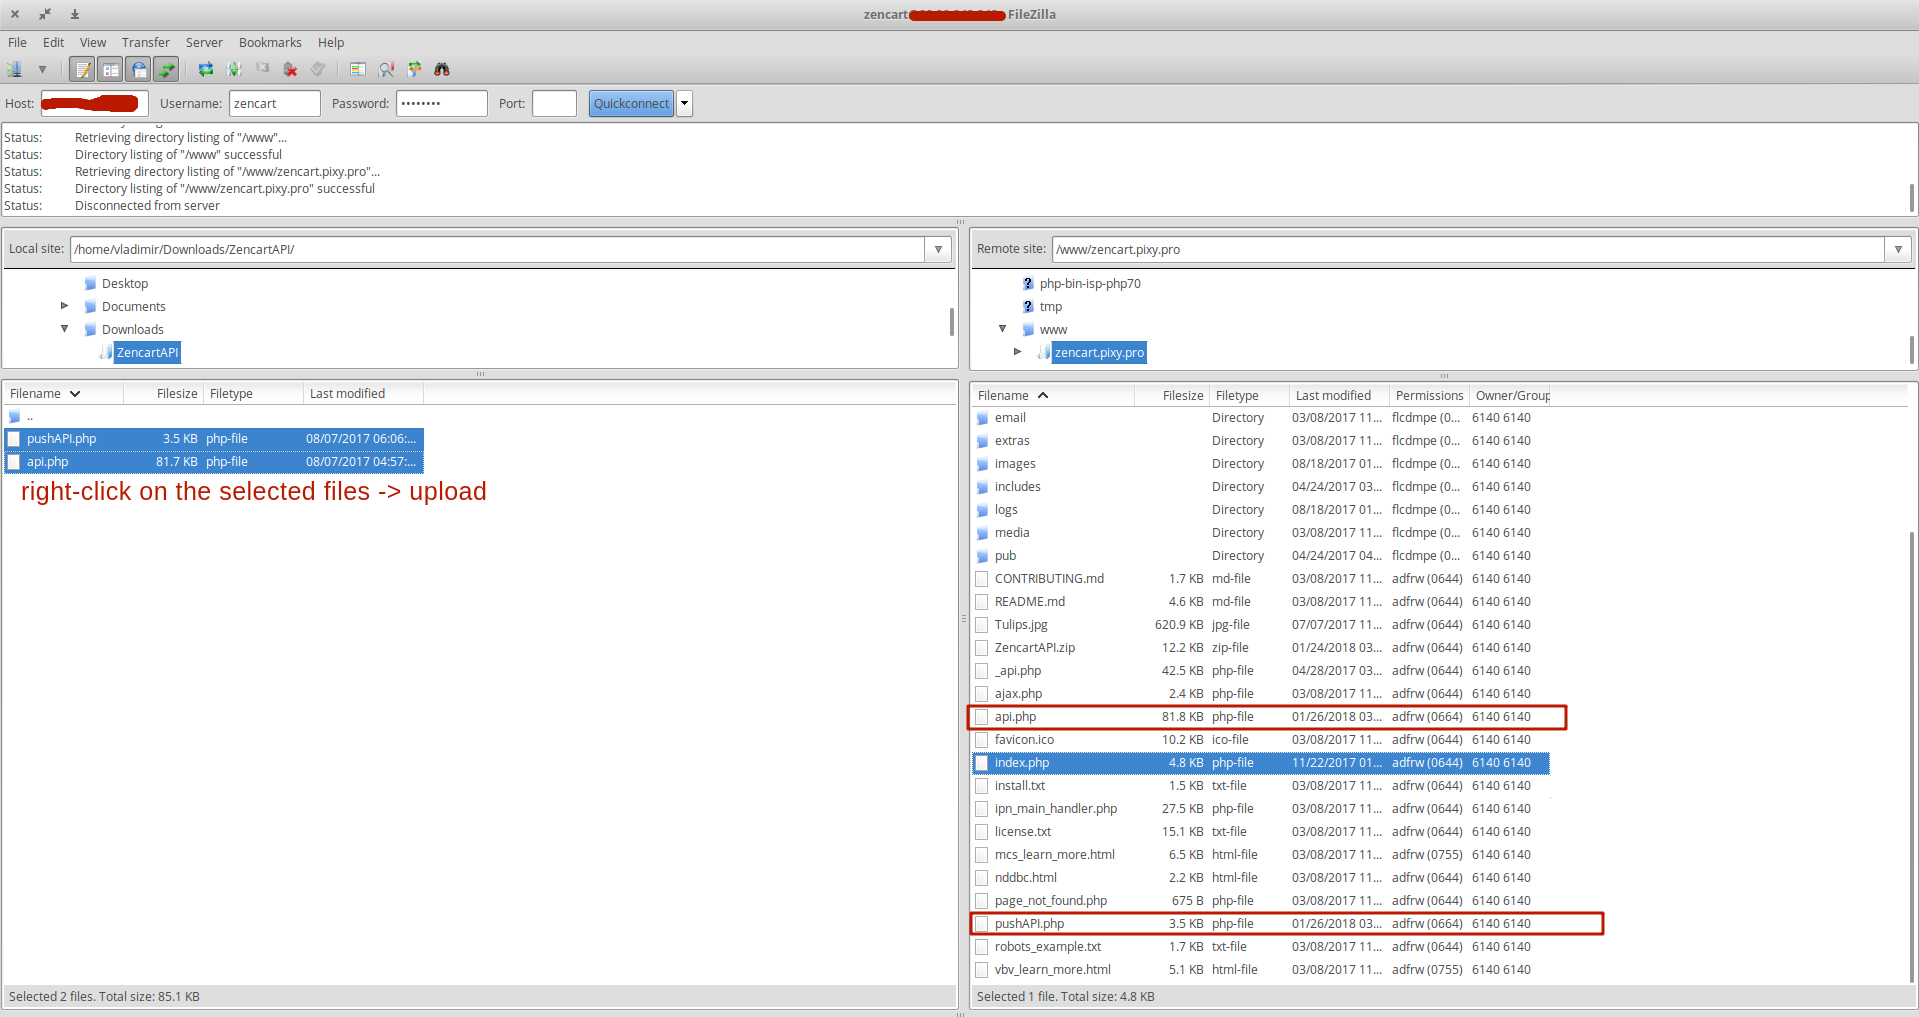 zencart FileZilla
File Edit View Transfer Server Bookmarks Help
Host: Username: zencart Password: •••••••• Port: Quickconnect
Status: Retrieving directory listing of "/www"...
Status: Directory listing of "/www" successful
Status: Retrieving directory listing of "/www/zencart.pixy.pro"...
Status: Directory listing of "/www/zencart.pixy.pro" successful
Status: Disconnected from server
Local site: /home/vladimir/Downloads/ZencartAPI/
Desktop
Documents
Downloads
ZencartAPI
Filename Filesize Filetype Last modified
..
pushAPI.php 3.5 KB php-file 08/07/2017 06:06:...
api.php 81.7 KB php-file 08/07/2017 04:57:...
right-click on the selected files -> upload
Selected 2 files. Total size: 85.1 KB
Remote site: /www/zencart.pixy.pro
php-bin-isp-php70
tmp
www
zencart.pixy.pro
Filename Filesize Filetype Last modified Permissions Owner/Group
email Directory 03/08/2017 11... flcdmpe (0... 6140 6140
extras Directory 03/08/2017 11... flcdmpe (0... 6140 6140
images Directory 08/18/2017 01... flcdmpe (0... 6140 6140
includes Directory 04/24/2017 03... flcdmpe (0... 6140 6140
logs Directory 08/18/2017 01... flcdmpe (0... 6140 6140
media Directory 03/08/2017 11... flcdmpe (0... 6140 6140
pub Directory 04/24/2017 04... flcdmpe (0... 6140 6140
CONTRIBUTING.md 1.7 KB md-file 03/08/2017 11... adfrw (0644) 6140 6140
README.md 4.6 KB md-file 03/08/2017 11... adfrw (0644) 6140 6140
Tulips.jpg 620.9 KB jpg-file 07/07/2017 11... adfrw (0644) 6140 6140
ZencartAPI.zip 12.2 KB zip-file 01/24/2018 03... adfrw (0644) 6140 6140
_api.php 42.5 KB php-file 04/28/2017 03... adfrw (0644) 6140 6140
ajax.php 2.4 KB php-file 03/08/2017 11... adfrw (0644) 6140 6140
api.php 81.8 KB php-file 01/26/2018 03... adfrw (0664) 6140 6140
favicon.ico 10.2 KB ico-file 03/08/2017 11... adfrw (0644) 6140 6140
index.php 4.8 KB php-file 11/22/2017 01... adfrw (0644) 6140 6140
install.txt 1.5 KB txt-file 03/08/2017 11... adfrw (0644) 6140 6140
ipn_main_handler.php 27.5 KB php-file 03/08/2017 11... adfrw (0644) 6140 6140
license.txt 15.1 KB txt-file 03/08/2017 11... adfrw (0644) 6140 6140
mcs_learn_more.html 6.5 KB html-file 03/08/2017 11... adfrw (0755) 6140 6140
nddbc.html 2.2 KB html-file 03/08/2017 11... adfrw (0644) 6140 6140
page_not_found.php 675 B php-file 03/08/2017 11... adfrw (0644) 6140 6140
pushAPI.php 3.5 KB php-file 01/26/2018 03... adfrw (0664) 6140 6140
robots_example.txt 1.7 KB txt-file 03/08/2017 11... adfrw (0644) 6140 6140
vbv_learn_more.html 5.1 KB html-file 03/08/2017 11... adfrw (0755) 6140 6140
Selected 1 file. Total size: 4.8 KB